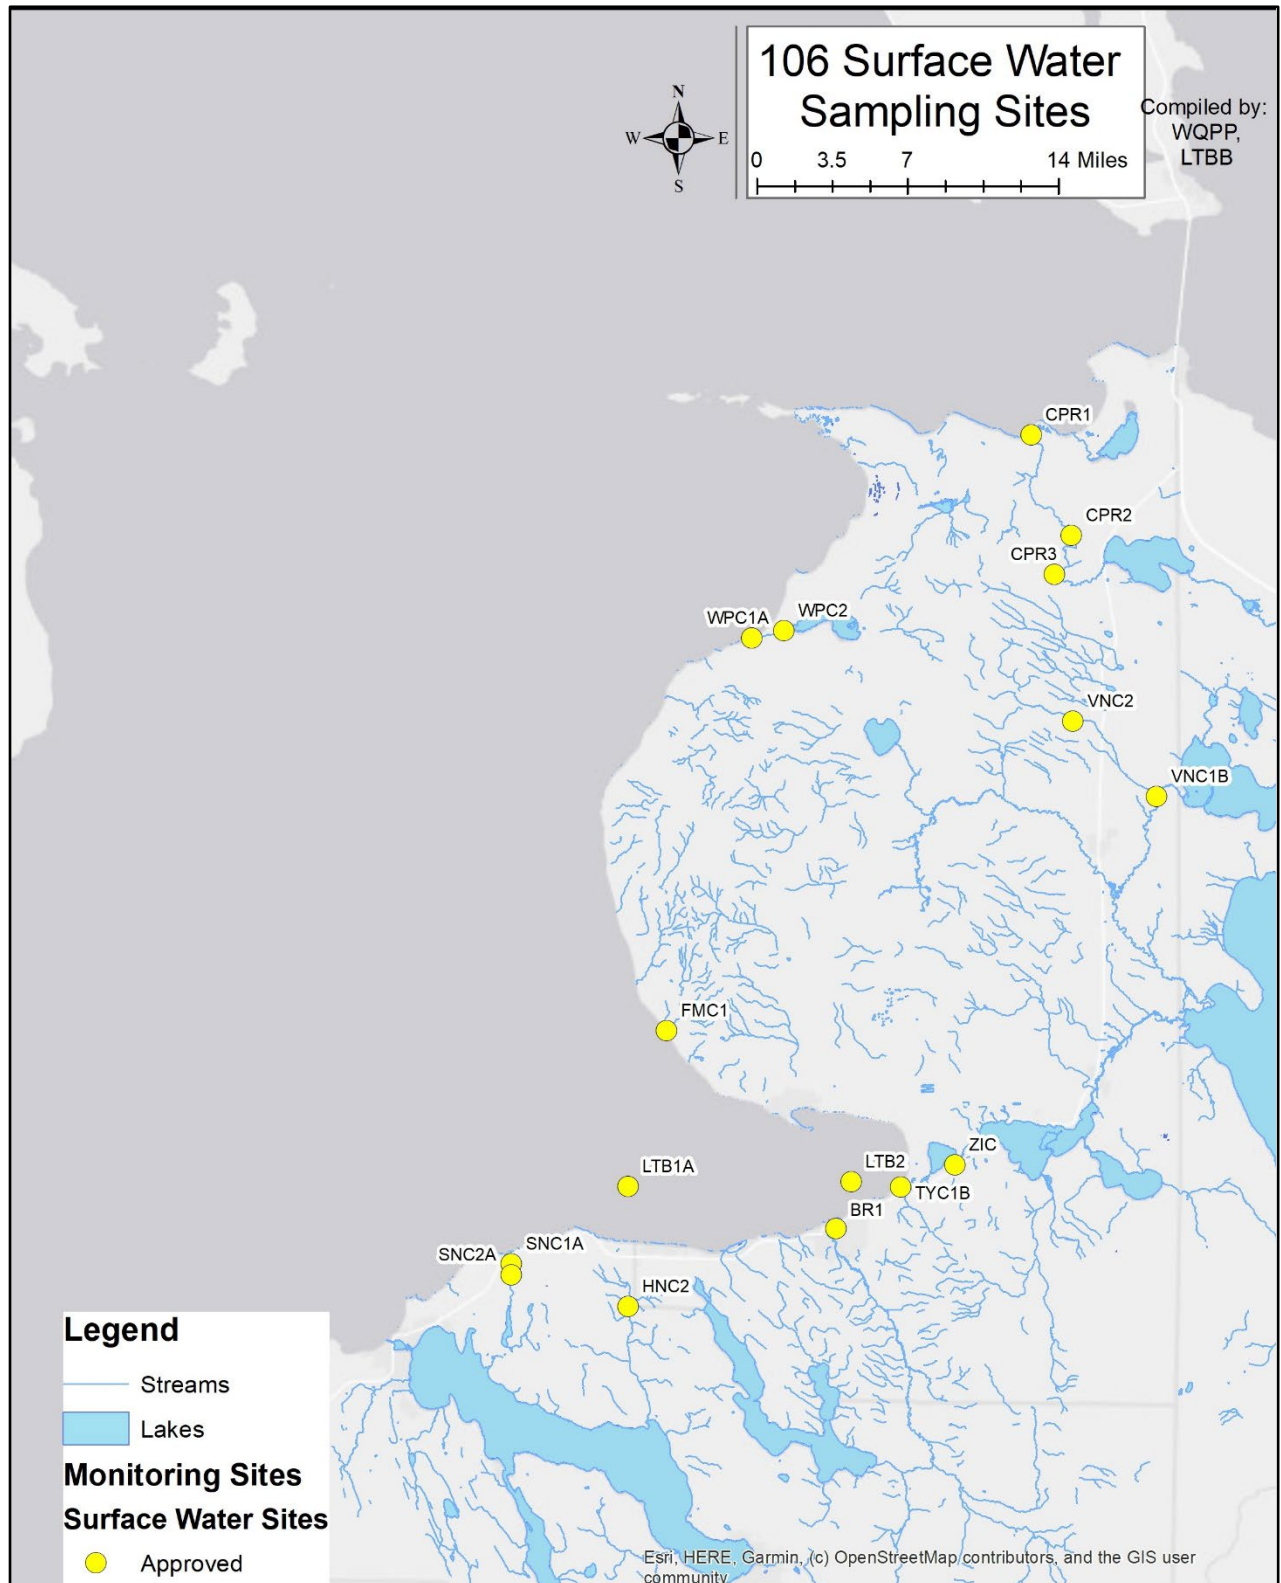 106 Surface Water
Sampling Sites
0 3.5 7 14 Miles
Compiled by:
WQPP,
LTBB
N
W E
S
CPR1
CPR2
CPR3
WPC1A
WPC2
VNC2
VNC1B
FMC1
ZIC
LTB1A
LTB2
TYC1B
BR1
SNC2A
SNC1A
HNC2
Legend
Streams
Lakes
Monitoring Sites
Surface Water Sites
Approved
Esri, HERE, Garmin, (c) OpenStreetMap contributors, and the GIS user
community